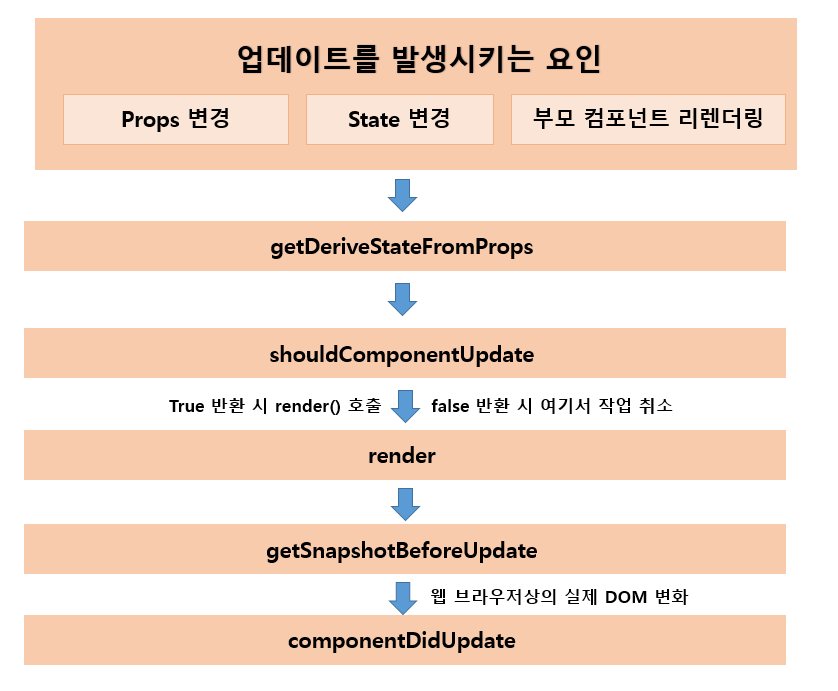 업데이트를 발생시키는 요인
Props 변경
State 변경
부모 컴포넌트 리렌더링
getDeriveStateFromProps
shouldComponentUpdate
True 반환 시 render() 호출
false 반환 시 여기서 작업 취소
render
getSnapshotBeforeUpdate
웹 브라우저상의 실제 DOM 변화
componentDidUpdate